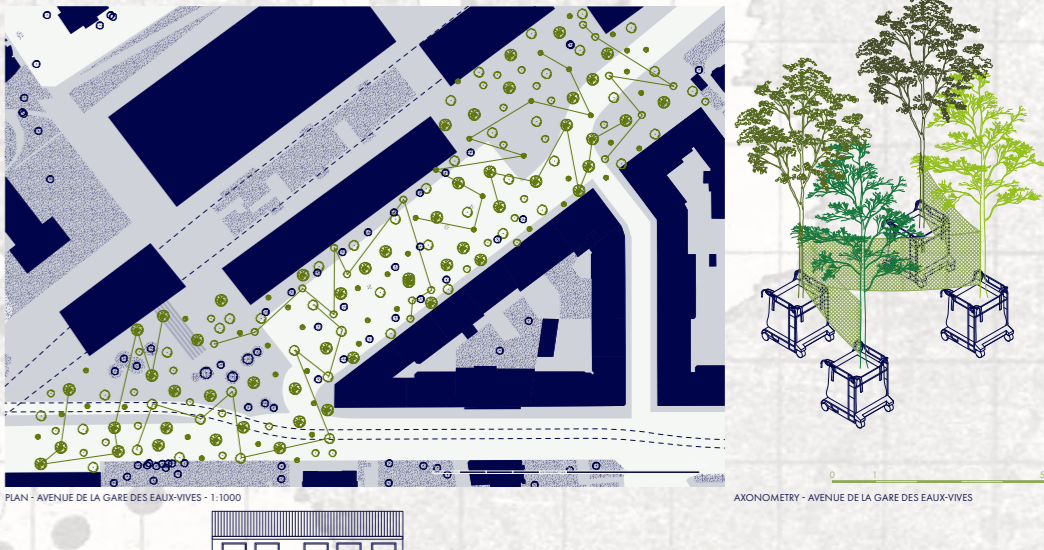 0 1 5
PLAN - AVENUE DE LA GARE DES EAUX-VIVES - 1:1000
AXONOMETRY - AVENUE DE LA GARE DES EAUX-VIVES